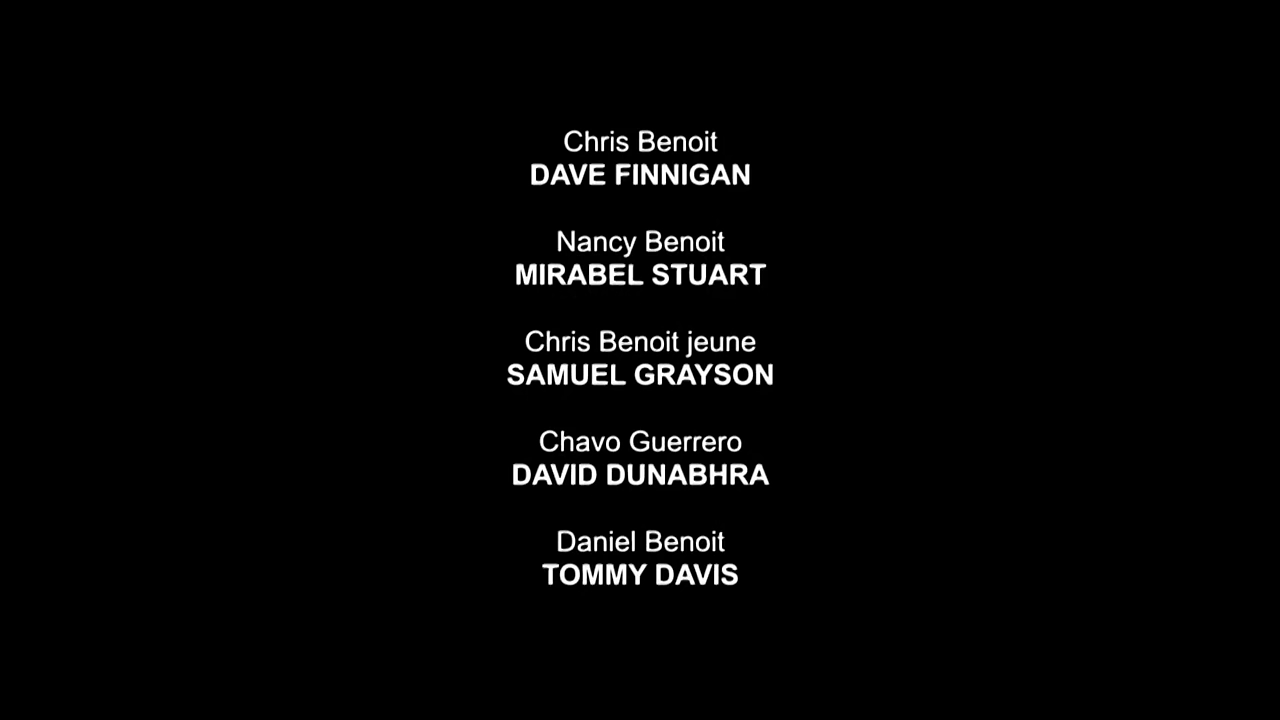 Chris Benoit
DAVE FINNIGAN
Nancy Benoit
MIRABEL STUART
Chris Benoit jeune
SAMUEL GRAYSON
Chavo Guerrero
DAVID DUNABHRA
Daniel Benoit
TOMMY DAVIS